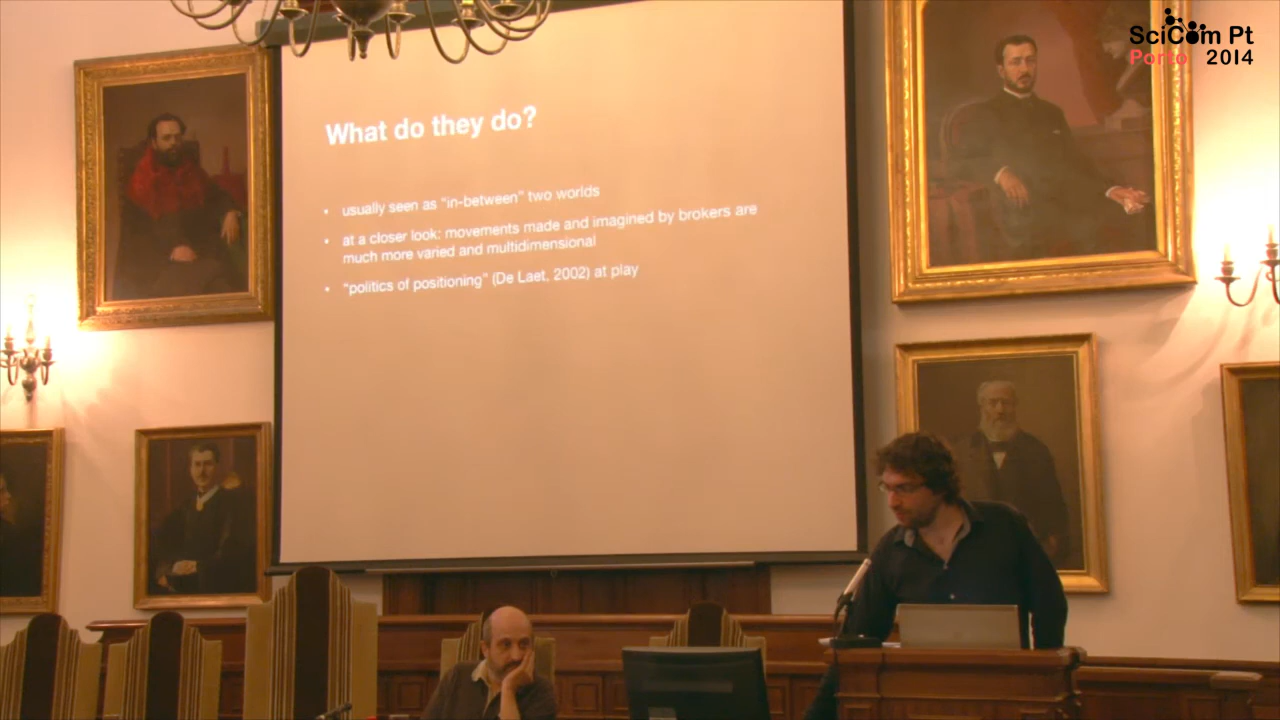 SciCom Pt
Porto 2014
What do they do?
• usually seen as "in-between" two worlds
• at a closer look: movements made and imagined by brokers are
much more varied and multidimensional
• "politics of positioning" (De Laet, 2002) at play